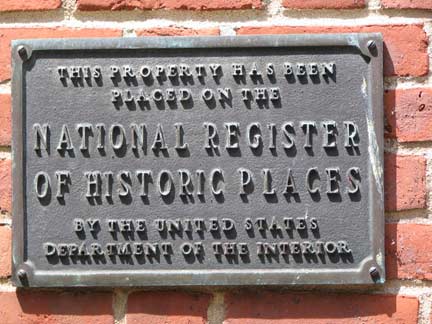 THIS PROPERTY HAS BEEN
PLACED ON THE
NATIONAL REGISTER
OF HISTORIC PLACES
BY THE UNITED STATES
DEPARTMENT OF THE INTERIOR